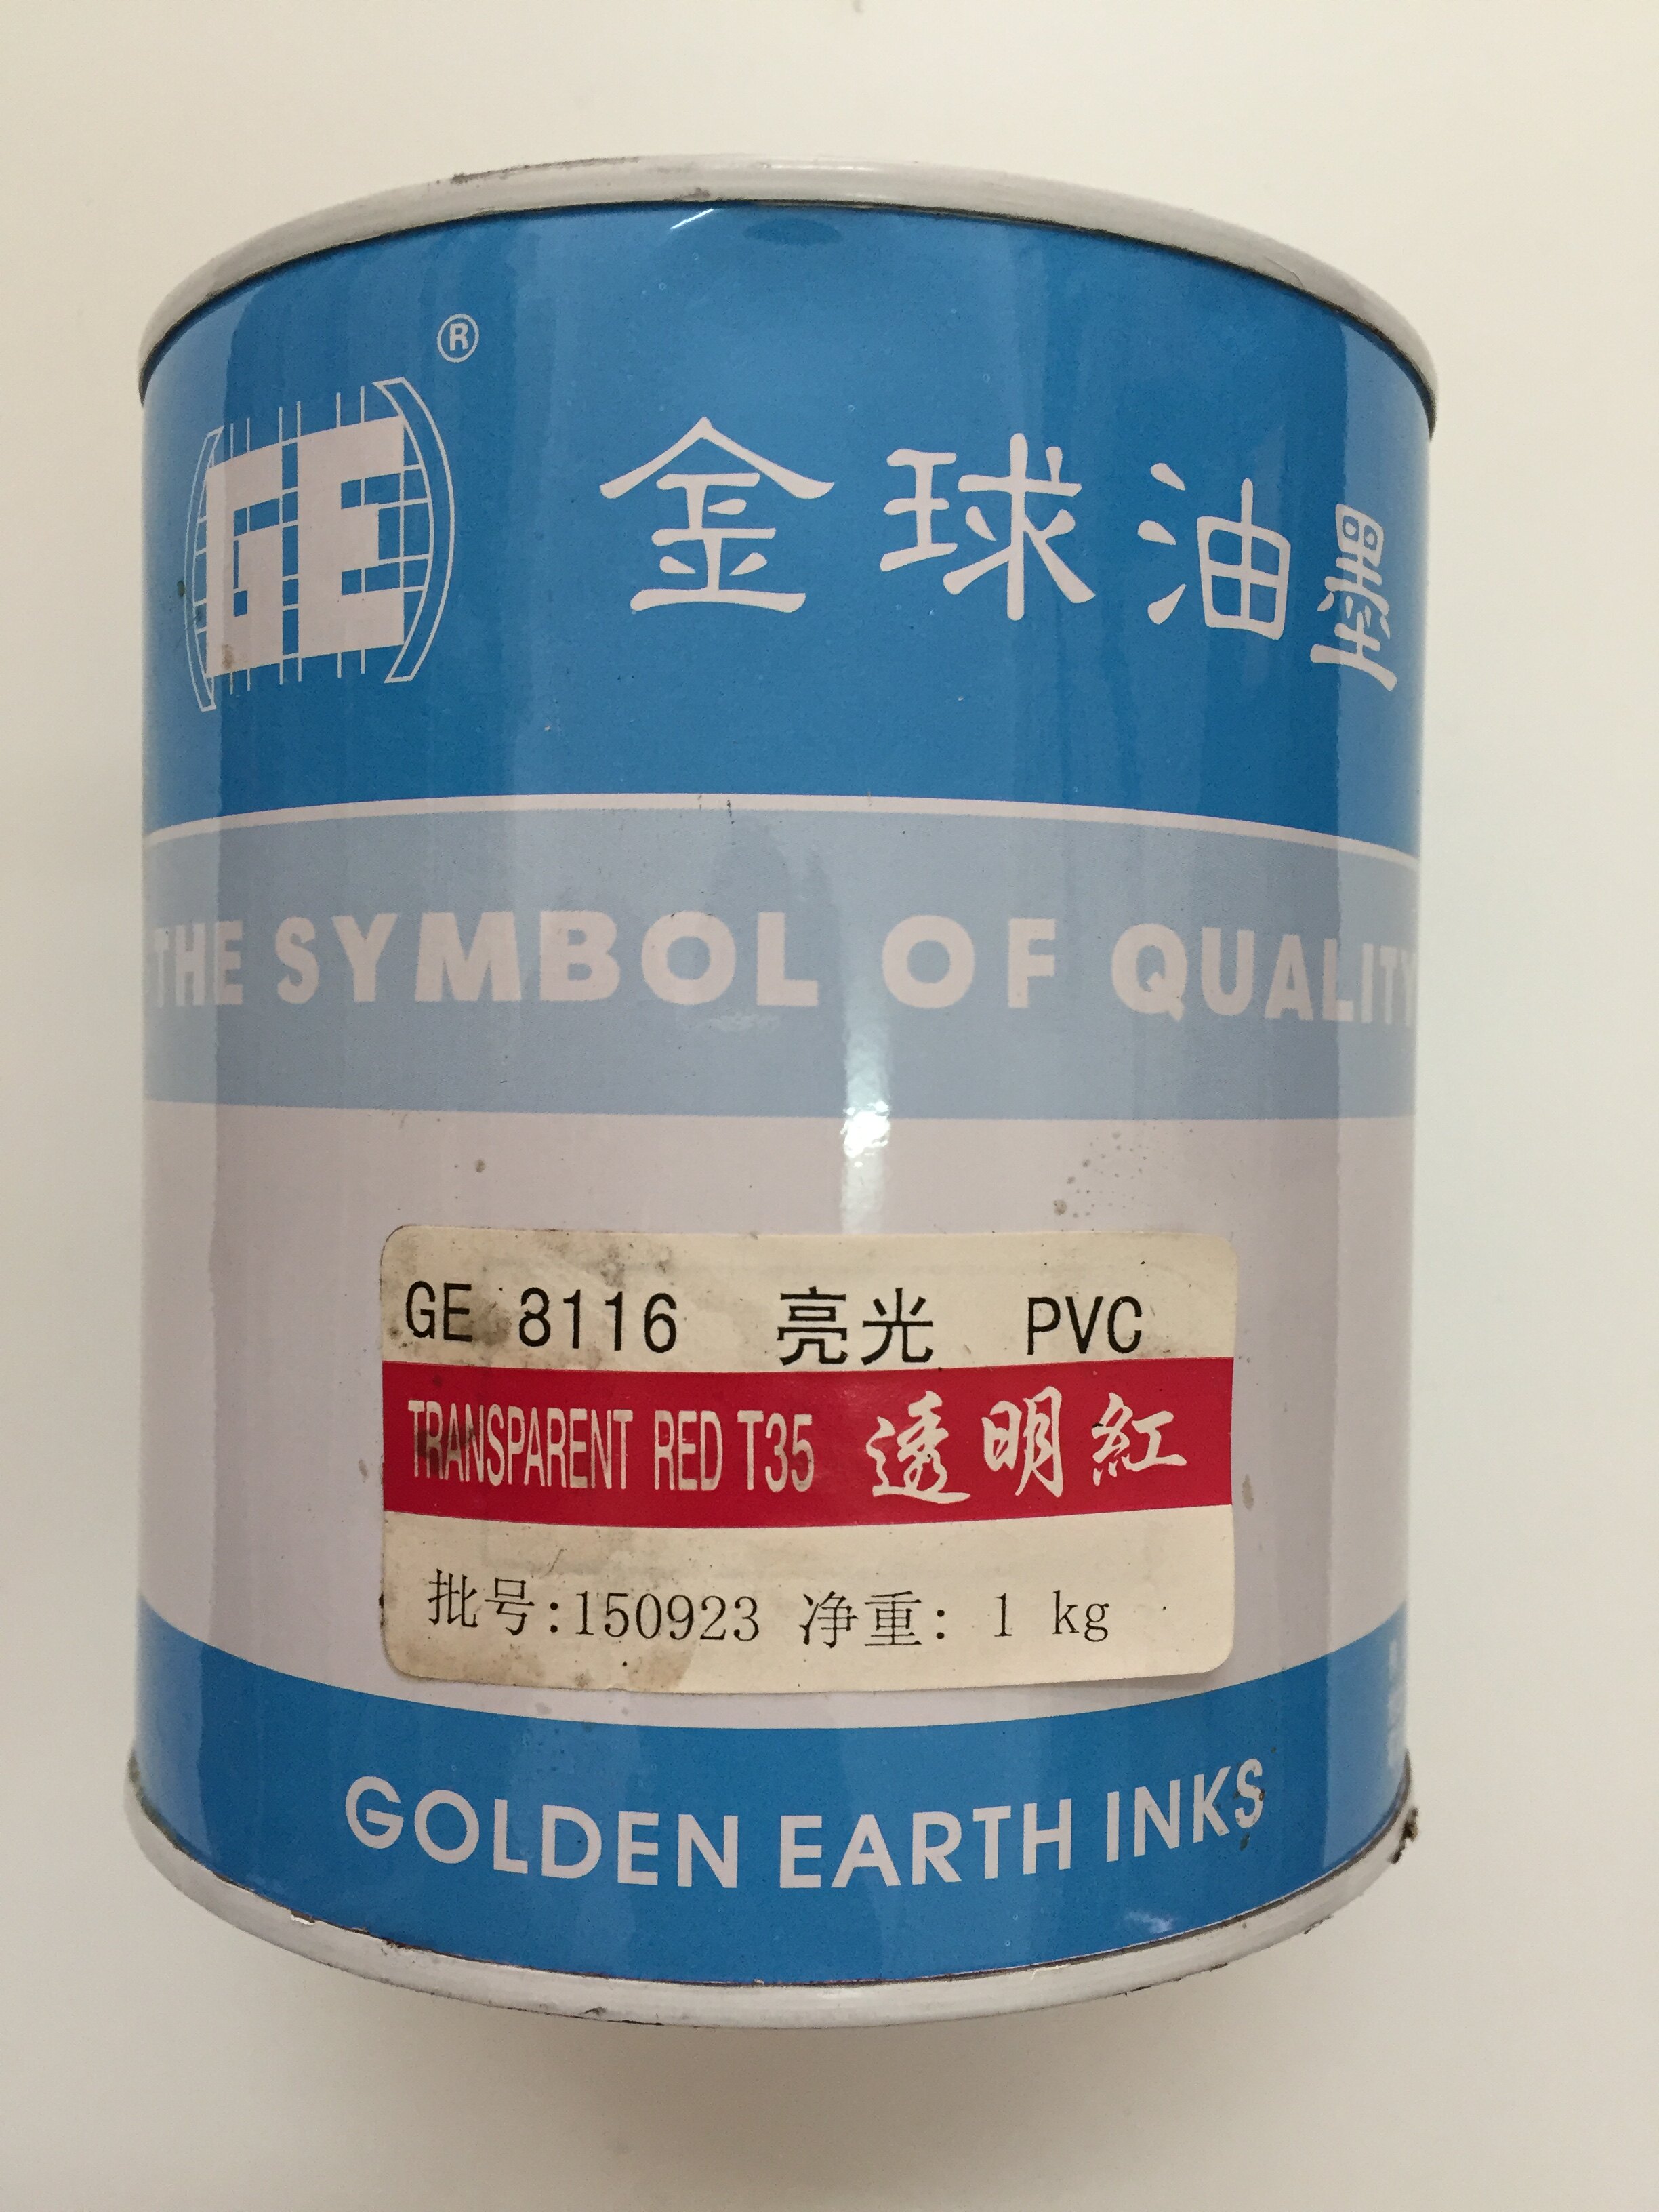 ®
GE
金球油墨
THE SYMBOL OF QUALITY
GE 8116 亮光 PVC
TRANSPARENT RED T35 透明紅
批号:150923 净重: 1 kg
GOLDEN EARTH INKS